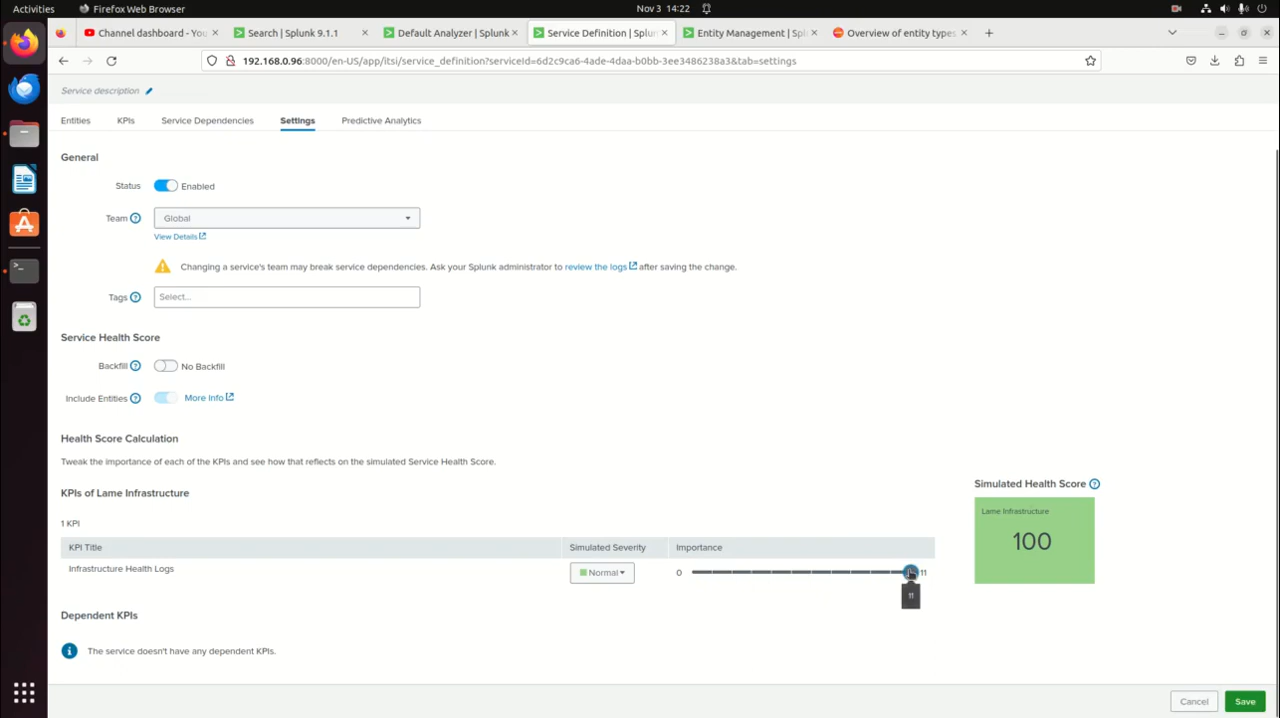 Activities Firefox Web Browser Nov 3 14:22
Channel dashboard - You Search | Splunk 9.1.1 Default Analyzer | Splunk Service Definition | Splun Entity Management | Spl Overview of entity types
192.168.0.96:8000/en-US/app/itsi/service_definition?serviceId=6d2c9ca6-4ade-4daa-b0bb-3ee3486238a3&tab=settings
Service description
Entities KPIs Service Dependencies Settings Predictive Analytics
General
Status Enabled
Team ? Global
View Details
Changing a service's team may break service dependencies. Ask your Splunk administrator to review the logs after saving the change.
Tags ? Select...
Service Health Score
Backfill ? No Backfill
Include Entities ? More Info
Health Score Calculation
Tweak the importance of each of the KPIs and see how that reflects on the simulated Service Health Score.
KPIs of Lame Infrastructure
1 KPI
KPI Title Simulated Severity Importance
Infrastructure Health Logs Normal 0 11
11
Simulated Health Score ?
Lame Infrastructure
100
Dependent KPIs
The service doesn't have any dependent KPIs.
Cancel Save